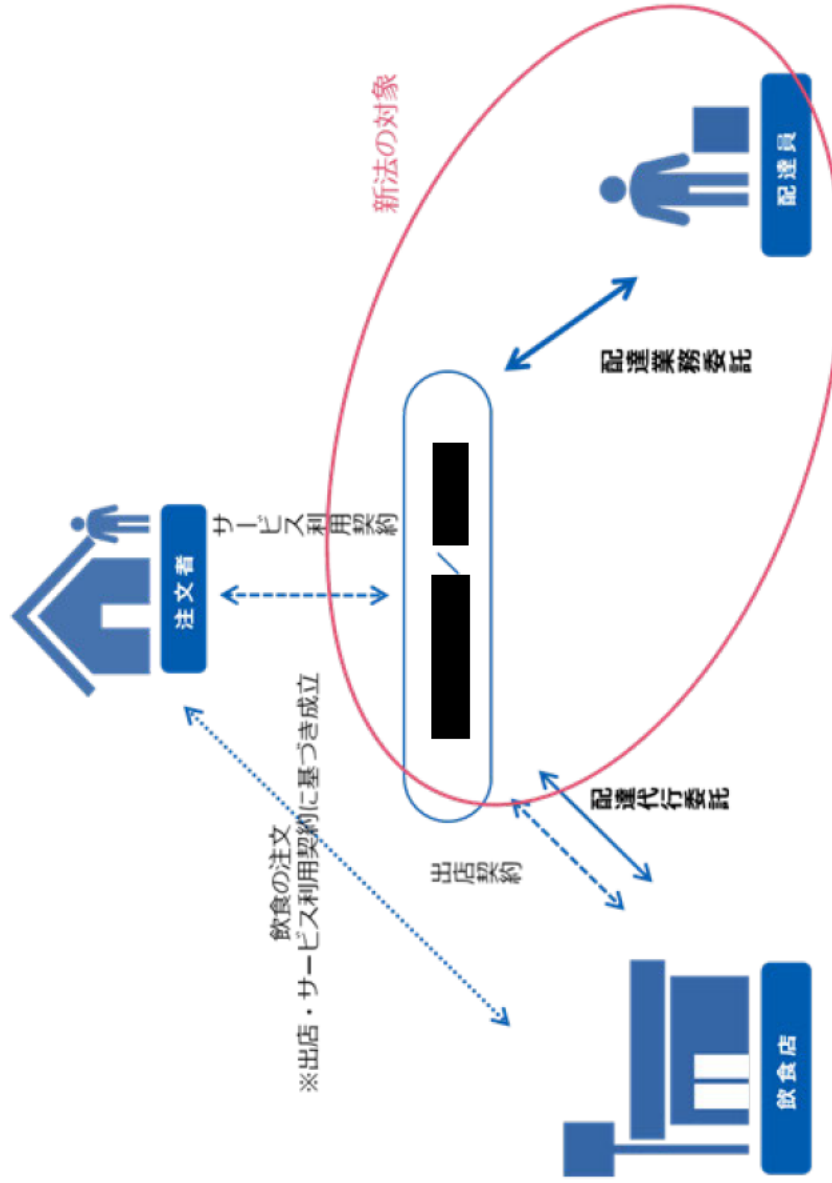 注文者
サービス利用契約
新法の対象
飲食の注文
※出店・サービス利用契約に基づき成立
／
出店契約
配達代行委託
配達業務委託
飲食店
配達員